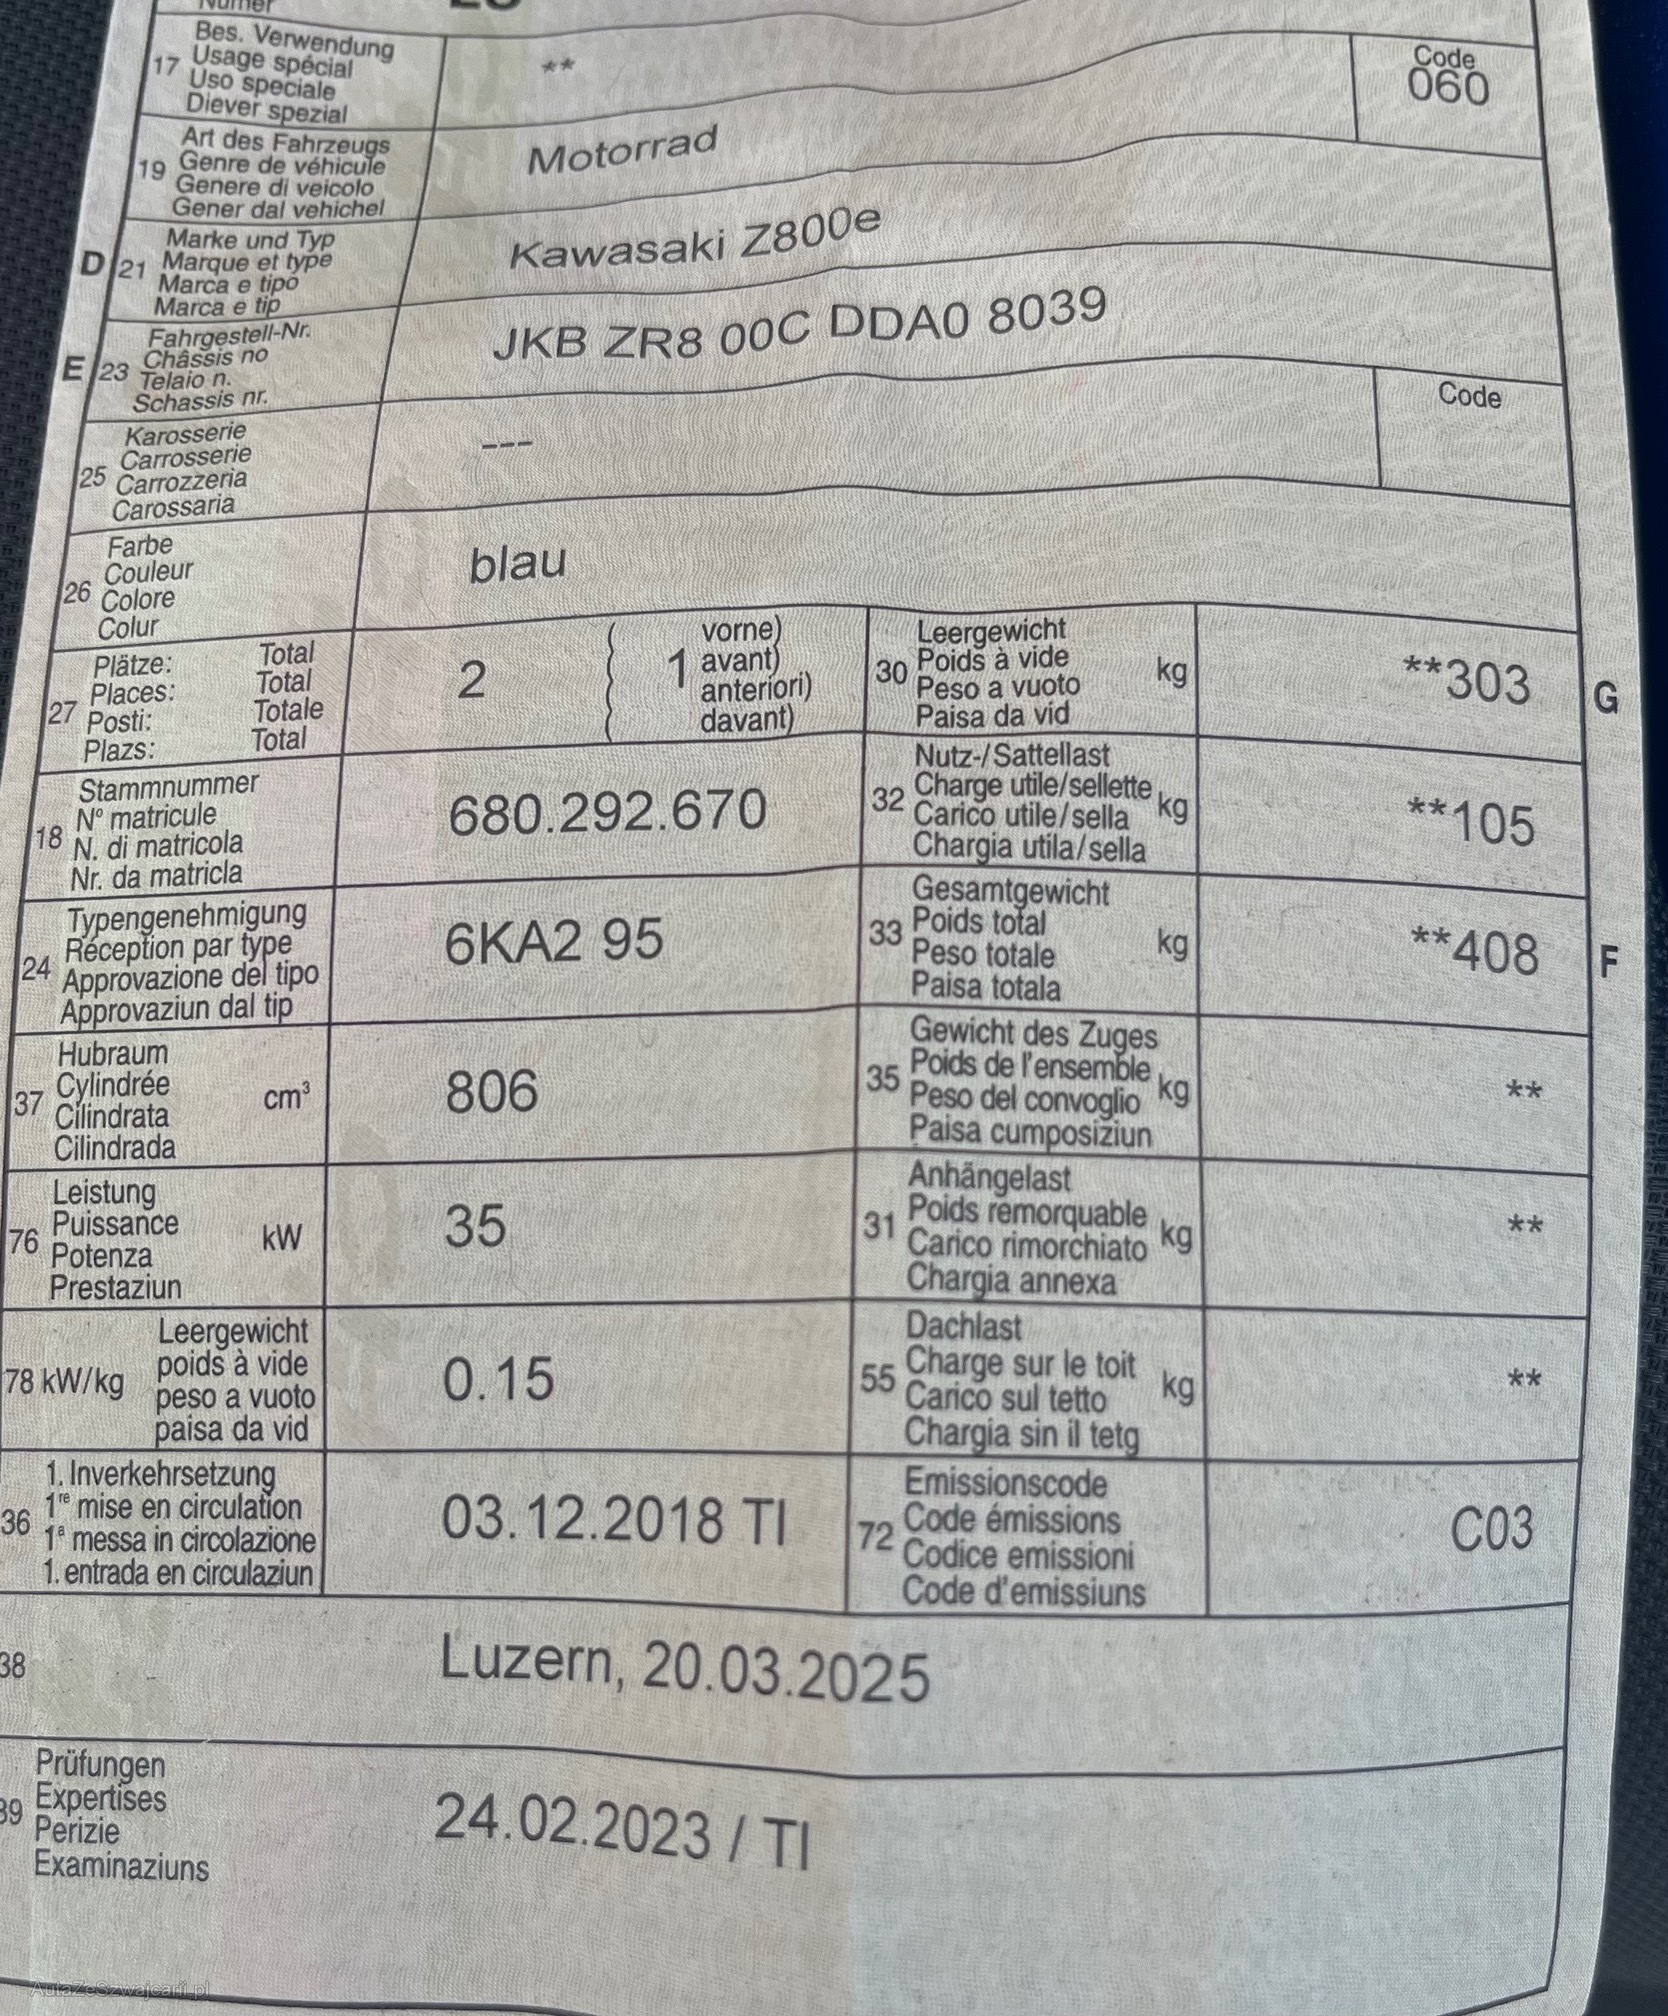 17 Bes. Verwendung
Usage spécial
Uso speciale
Diever spezial
**
Code
060
19 Art des Fahrzeugs
Genre de véhicule
Genere di veicolo
Gener dal vehichel
Motorrad
D 21 Marke und Typ
Marque et type
Marca e tipo
Marca e tip
Kawasaki Z800e
E 23 Fahrgestell-Nr.
Châssis no
Telaio n.
Schassis nr.
JKB ZR8 00C DDA0 8039
25 Karosserie
Carrosserie
Carrozzeria
Carossaria
---
Code
26 Farbe
Couleur
Colore
Colur
blau
27 Plätze: Total
Places: Total
Posti: Totale
Plazs: Total
2 ( 1 vorne)
avant)
anteriori)
davant)
30 Leergewicht
Poids à vide
Peso a vuoto
Paisa da vid
kg
**303 G
18 Stammnummer
N° matricule
N. di matricola
Nr. da matricla
680.292.670
32 Nutz-/Sattellast
Charge utile/sellette
Carico utile/sella
Chargia utila/sella
kg
**105
24 Typengenehmigung
Réception par type
Approvazione del tipo
Approvaziun dal tip
6KA2 95
33 Gesamtgewicht
Poids total
Peso totale
Paisa totala
kg
**408 F
37 Hubraum
Cylindrée
Cilindrata
Cilindrada
cm³
806
35 Gewicht des Zuges
Poids de l'ensemble
Peso del convoglio
Paisa cumposiziun
kg
**
76 Leistung
Puissance
Potenza
Prestaziun
kW
35
31 Anhängelast
Poids remorquable
Carico rimorchiato
Chargia annexa
kg
**
78 kW/kg Leergewicht
poids à vide
peso a vuoto
paisa da vid
0.15
55 Dachlast
Charge sur le toit
Carico sul tetto
Chargia sin il tetg
kg
**
36 1. Inverkehrsetzung
1re mise en circulation
1a messa in circolazione
1. entrada en circulaziun
03.12.2018 TI
72 Emissionscode
Code émissions
Codice emissioni
Code d'emissiuns
C03
38 Luzern, 20.03.2025
39 Prüfungen
Expertises
Perizie
Examinaziuns
24.02.2023 / TI
AutaZeSzwajcarii.pl